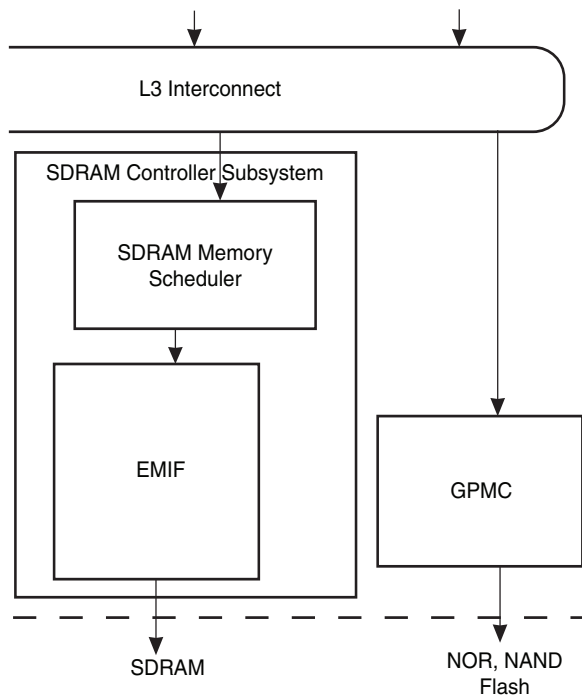 L3 Interconnect
SDRAM Controller Subsystem
SDRAM Memory
Scheduler
EMIF
GPMC
SDRAM
NOR, NAND
Flash